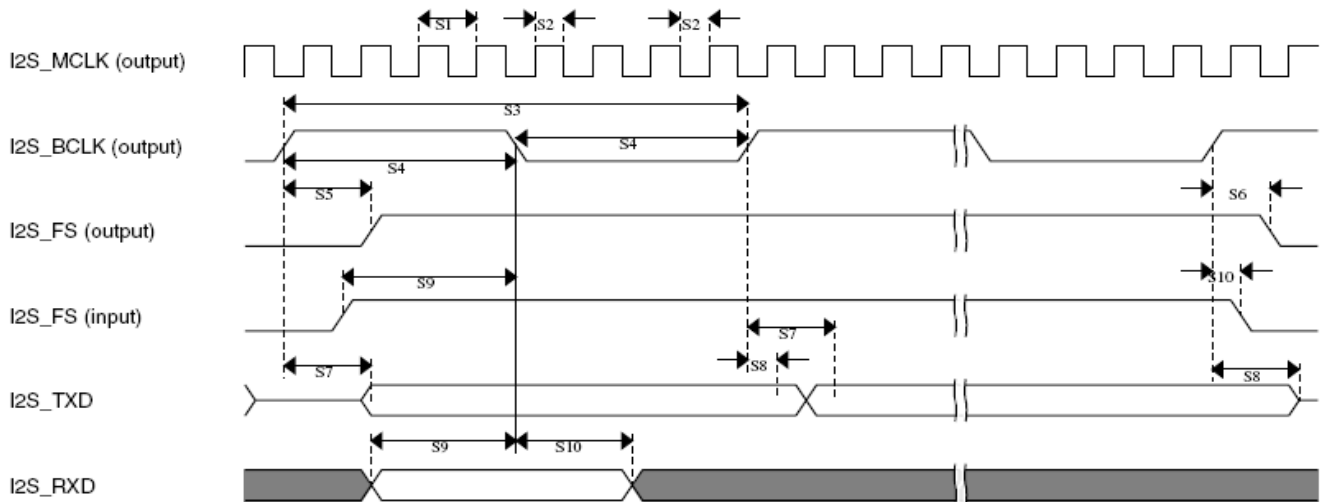 S1 S2 S2
I2S_MCLK (output)
S3
I2S_BCLK (output)
S4
S4
S5 S6
I2S_FS (output)
S9 S10
I2S_FS (input)
S7
S7 S8 S8
I2S_TXD
S9 S10
I2S_RXD